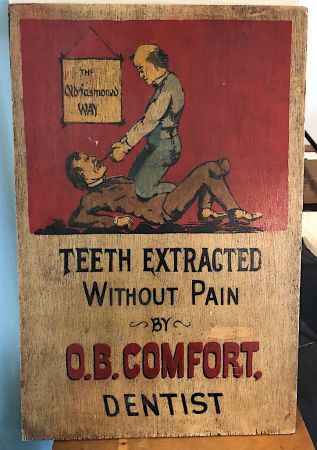 THE
Old fashioned
WAY
TEETH EXTRACTED
WITHOUT PAIN
~BY~
O.B. COMFORT,
DENTIST